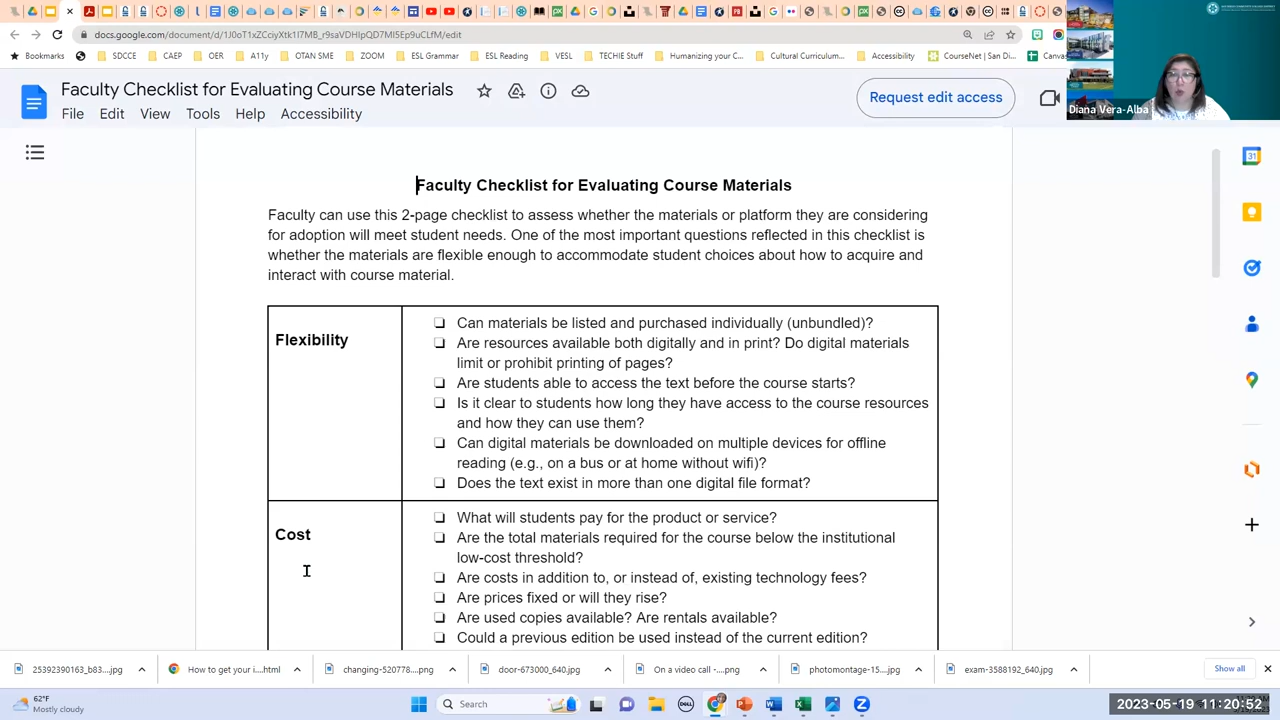 docs.google.com/document/d/
Bookmarks
CAEP
OER
A11y
ESL Grammar
ESL Reading
VESL
TECHIE STUFF
Humanizing your C...
Cultural Curriculum...
Accessibility
CourseNet | San Di...
Faculty Checklist for Evaluating Course Materials
Request edit access
File Edit View Tools Help Accessibility
Diana Vera-Alba
Faculty Checklist for Evaluating Course Materials
Faculty can use this 2-page checklist to assess whether the materials or platform they are considering
for adoption will meet student needs. One of the most important questions reflected in this checklist is
whether the materials are flexible enough to accommodate student choices about how to acquire and
interact with course material.
Flexibility
Can materials be listed and purchased individually (unbundled)?
Are resources available both digitally and in print? Do digital materials
limit or prohibit printing of pages?
Are students able to access the text before the course starts?
Is it clear to students how long they have access to the course resources
and how they can use them?
Can digital materials be downloaded on multiple devices for offline
reading (e.g., on a bus or at home without wifi)?
Does the text exist in more than one digital file format?
Cost
What will students pay for the product or service?
Are the total materials required for the course below the institutional
low-cost threshold?
Are costs in addition to, or instead of, existing technology fees?
Are prices fixed or will they rise?
Are used copies available? Are rentals available?
Could a previous edition be used instead of the current edition?
25392390163_b83....jpg
How to get your i....html
changing-520778....png
door-673000_640.jpg
On a video call -....png
photomontage-15....jpg
exam-3588192_640.jpg
Show all
62°F
Mostly cloudy
Search
2023-05-19 11:20:52